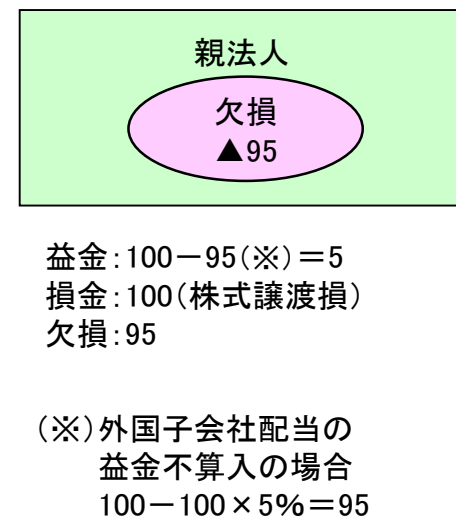 親法人
欠損
▲95
益金：100－95（※）＝5
損金：100（株式譲渡損）
欠損：95
（※）外国子会社配当の
益金不算入の場合
100－100×5％＝95